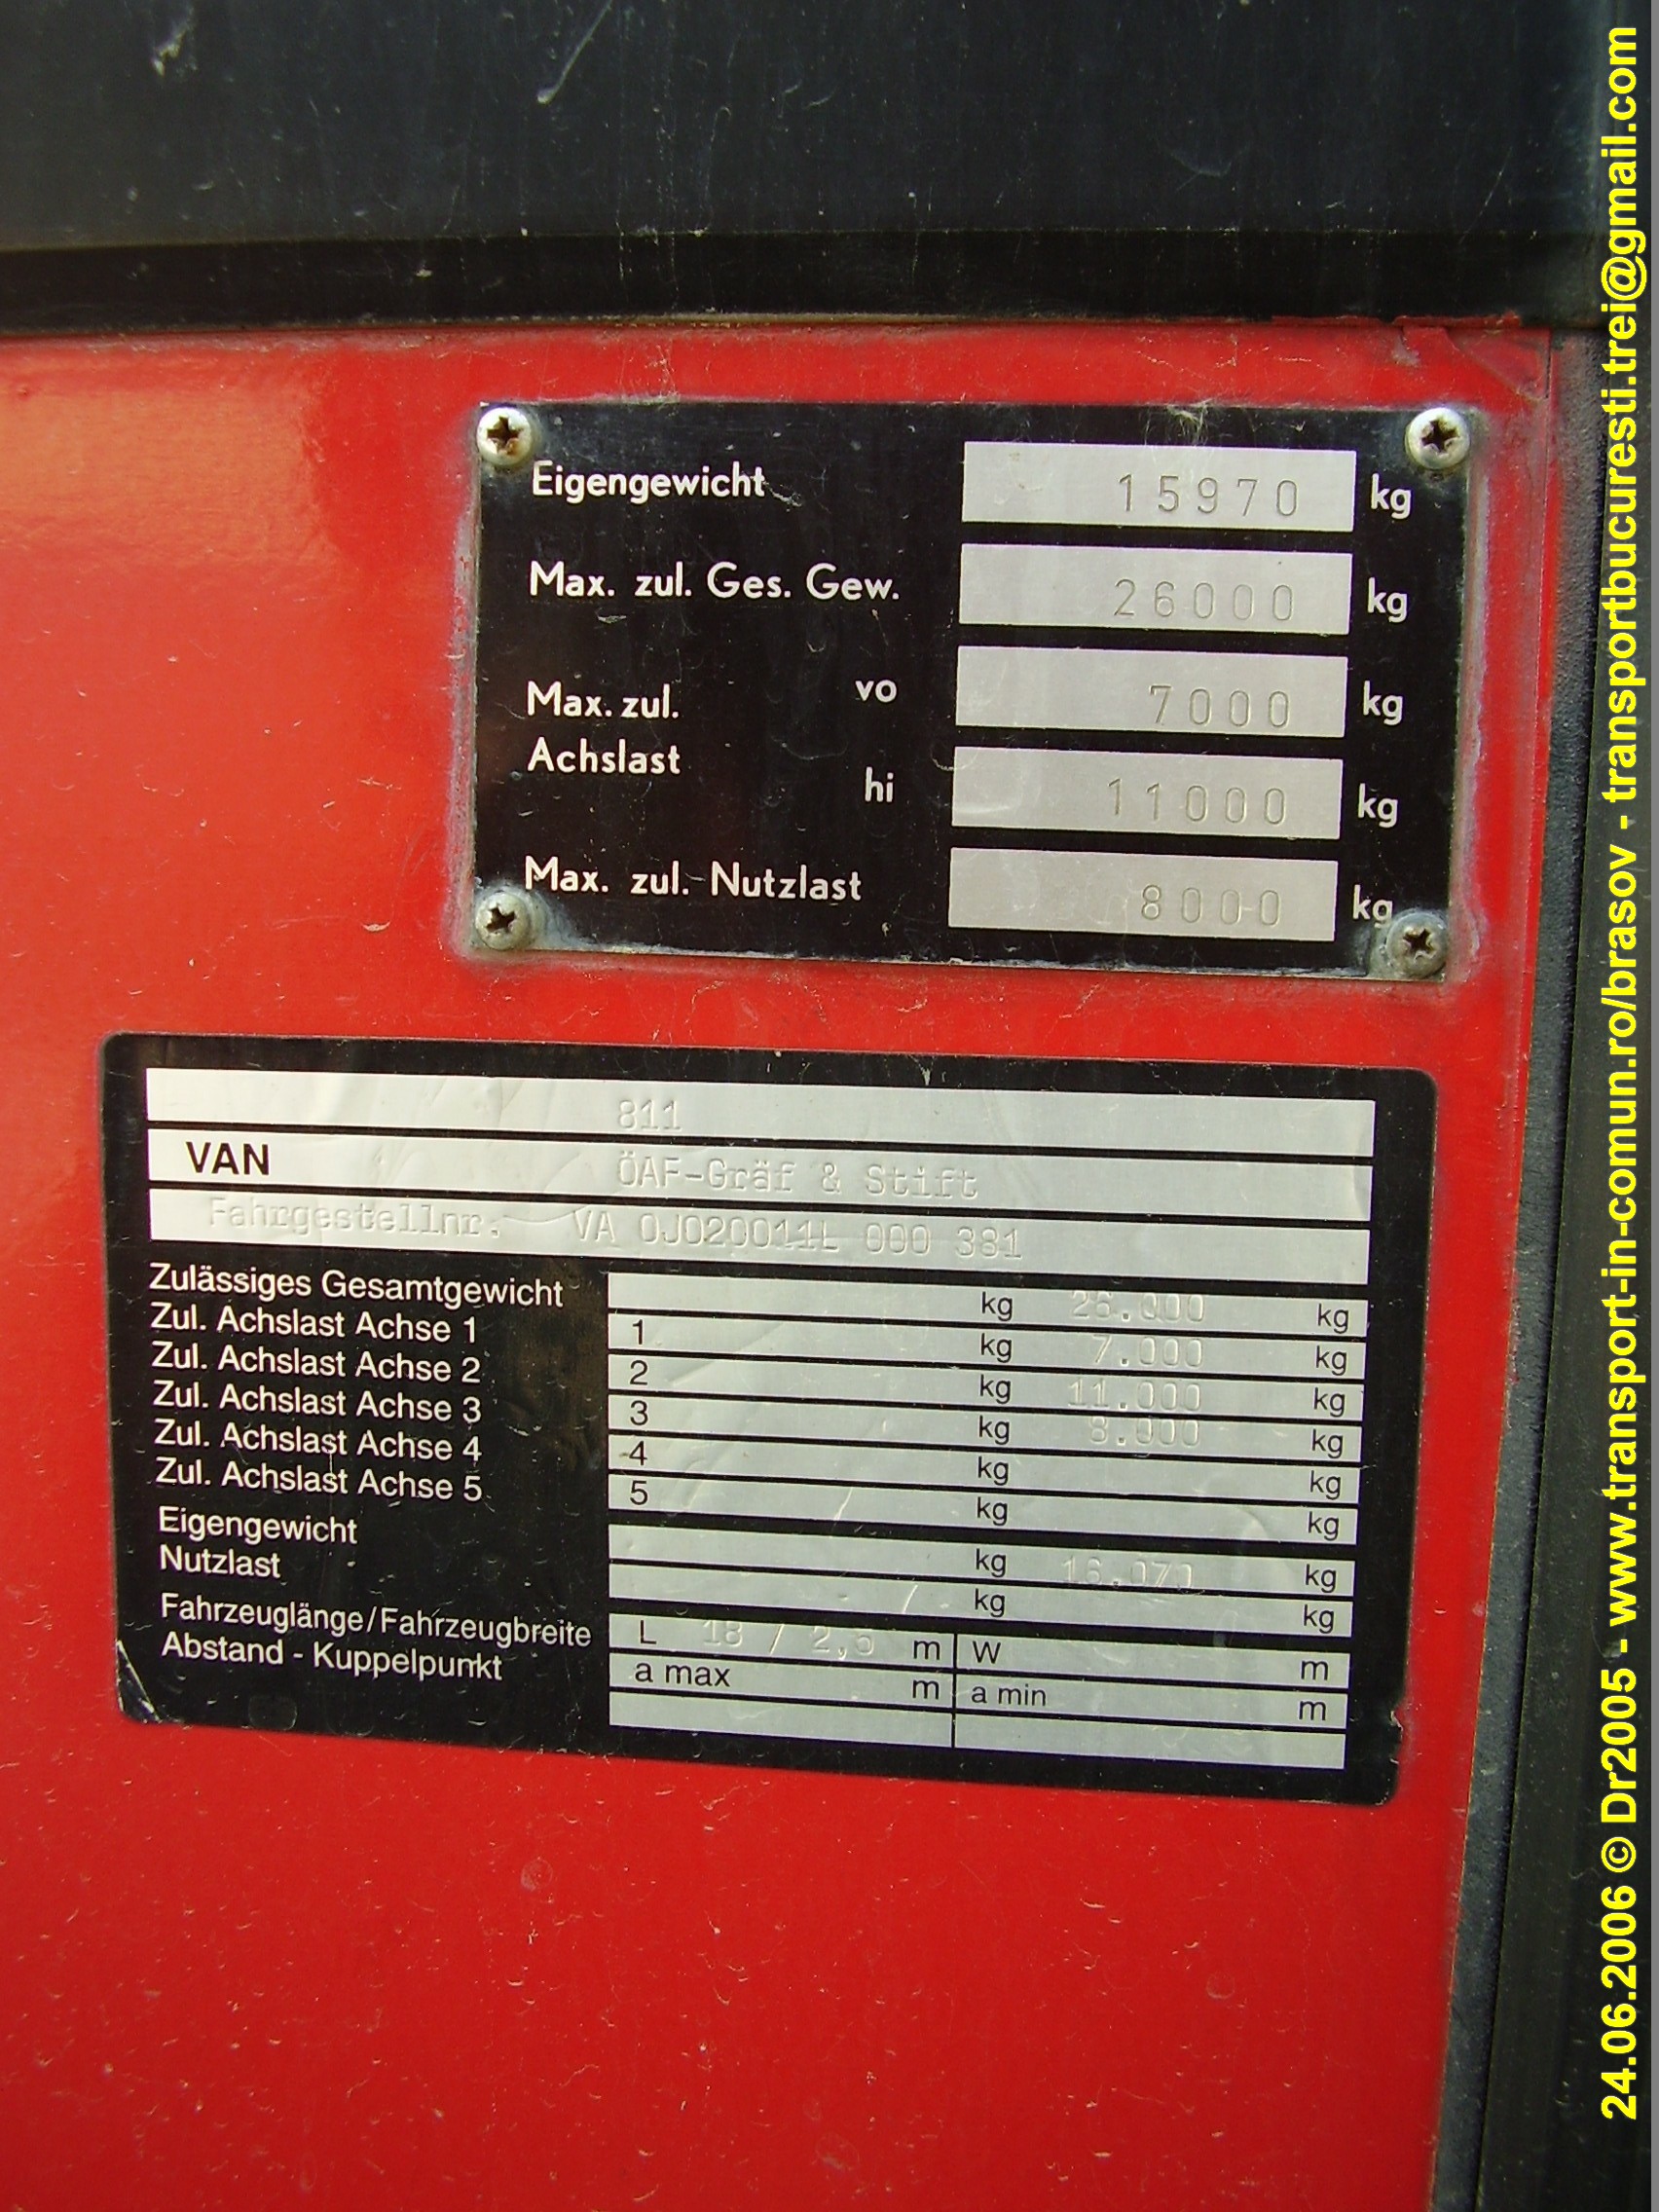 Eigengewicht 15970 kg
Max. zul. Ges. Gew. 26000 kg
Max. zul. Achslast vo 7000 kg
hi 11000 kg
Max. zul. Nutzlast 8000 kg
811
VAN ÖAF-Gräf & Stift
Fahrgestellnr. VA 0J020011L 000 381
Zulässiges Gesamtgewicht kg 26.000 kg
Zul. Achslast Achse 1 1 kg 7.000 kg
Zul. Achslast Achse 2 2 kg 11.000 kg
Zul. Achslast Achse 3 3 kg 8.000 kg
Zul. Achslast Achse 4 4 kg kg
Zul. Achslast Achse 5 5 kg kg
Eigengewicht kg 16.070 kg
Nutzlast kg kg
Fahrzeuglänge/Fahrzeugbreite L 18 / 2,5 m W m
Abstand - Kuppelpunkt a max m a min m
24.06.2006 © Dr2005 - www.transport-in-comun.ro/brasov - transportbucuresti.trei@gmail.com